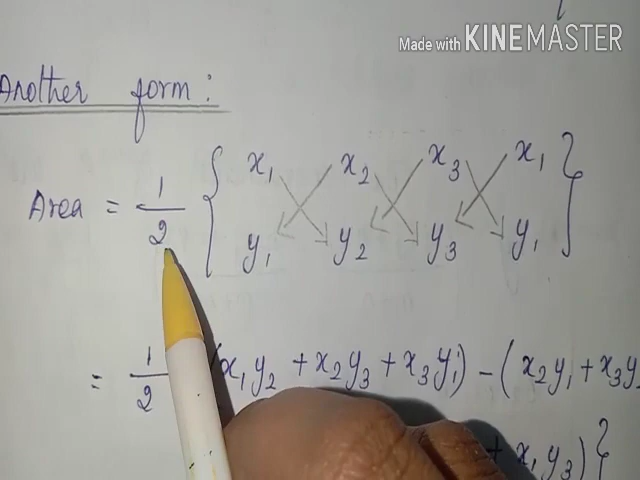 Made with KINEMASTER
Another form:
Area = 1/2 { x₁ x₂ x₃ x₁
y₁ y₂ y₃ y₁ }
= 1/2 (x₁y₂ + x₂y₃ + x₃y₁) - (x₂y₁ + x₃y₂
+ x₁y₃)}